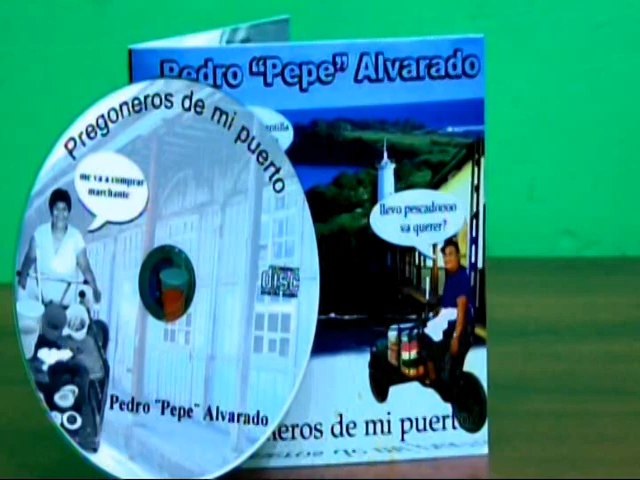 Pedro “Pepe” Alvarado
Pregoneros de mi puerto
me va a comprar
marchante
llevo pescadoooo
va querer?
disc
Pedro "Pepe" Alvarado
neros de mi puerto